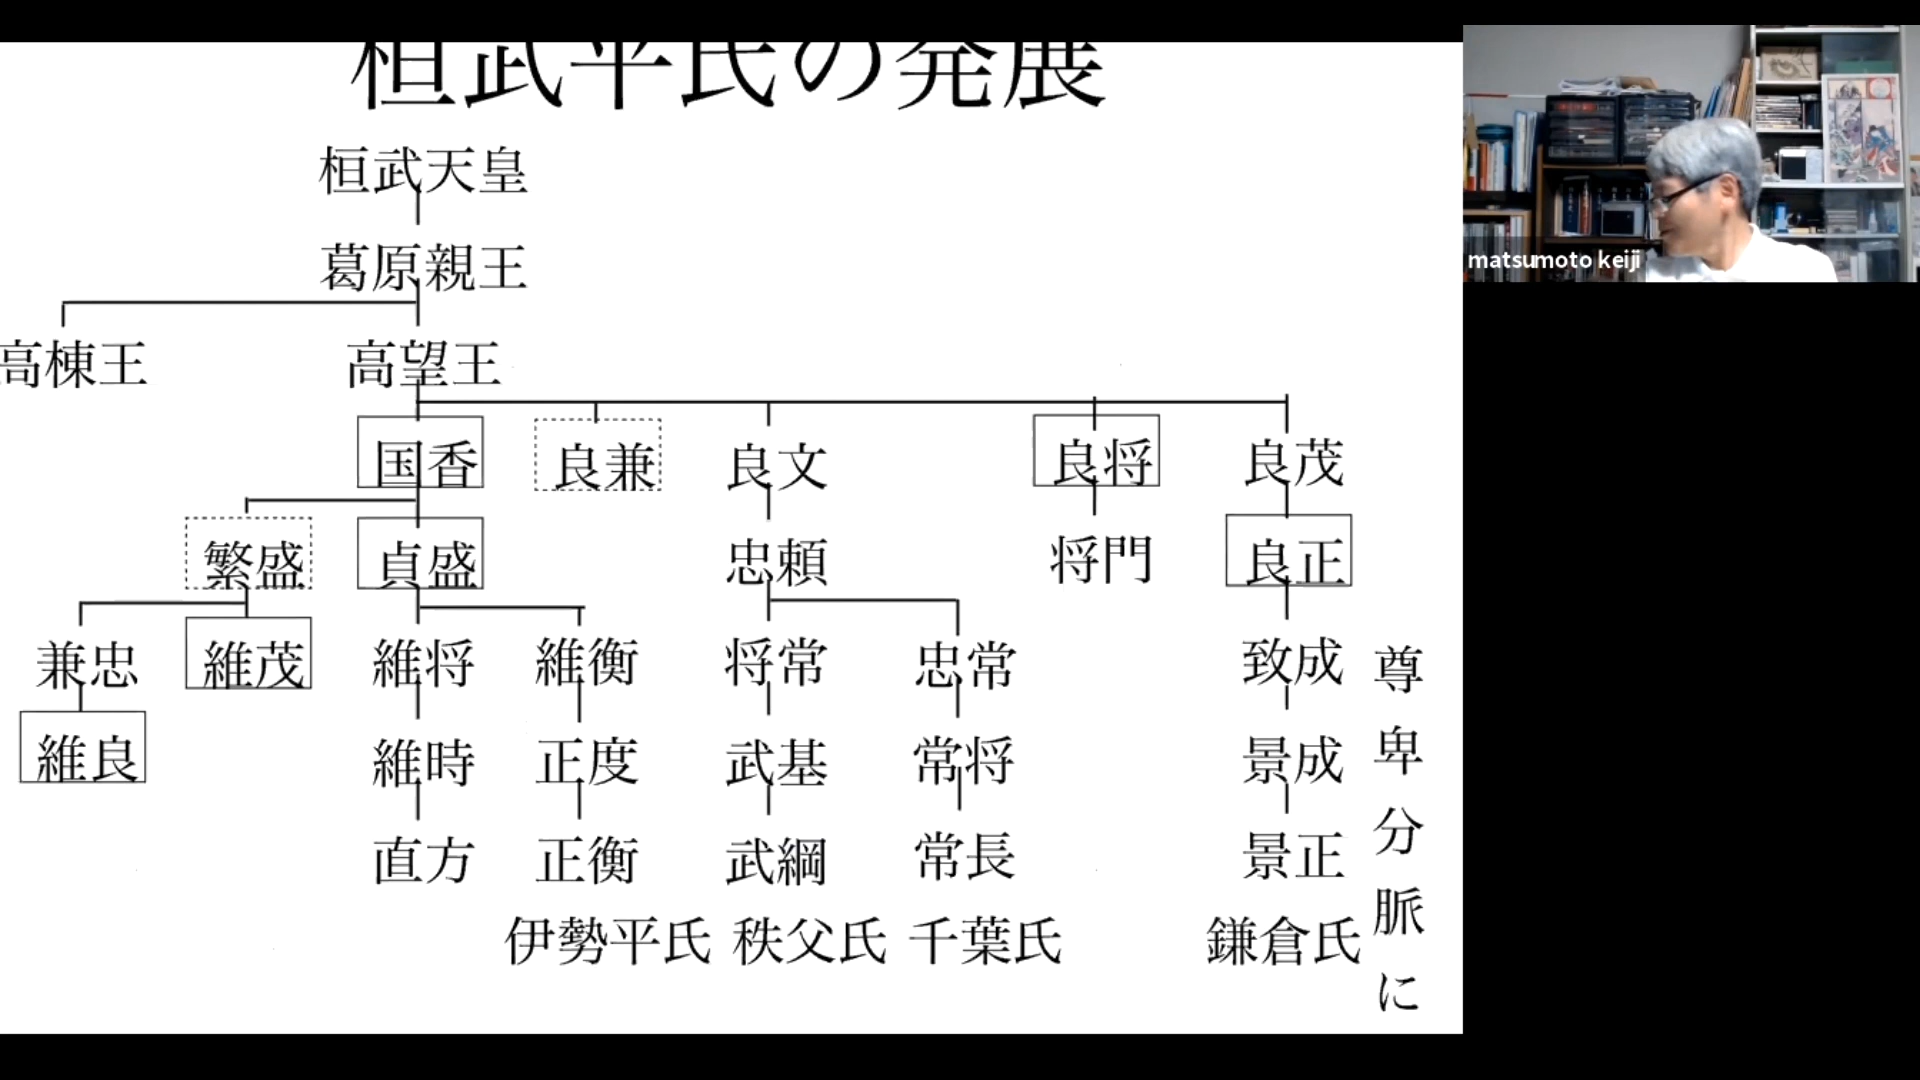 桓武平氏の発展
桓武天皇
葛原親王
高棟王 高望王
国香 良兼 良文 良将 良茂
繁盛 貞盛 忠頼 将門 良正
兼忠 維茂 維将 維衡 将常 忠常 致成
維良 維時 正度 武基 常将 景成
直方 正衡 武綱 常長 景正
伊勢平氏 秩父氏 千葉氏 鎌倉氏
尊卑分脈に
matsumoto keiji